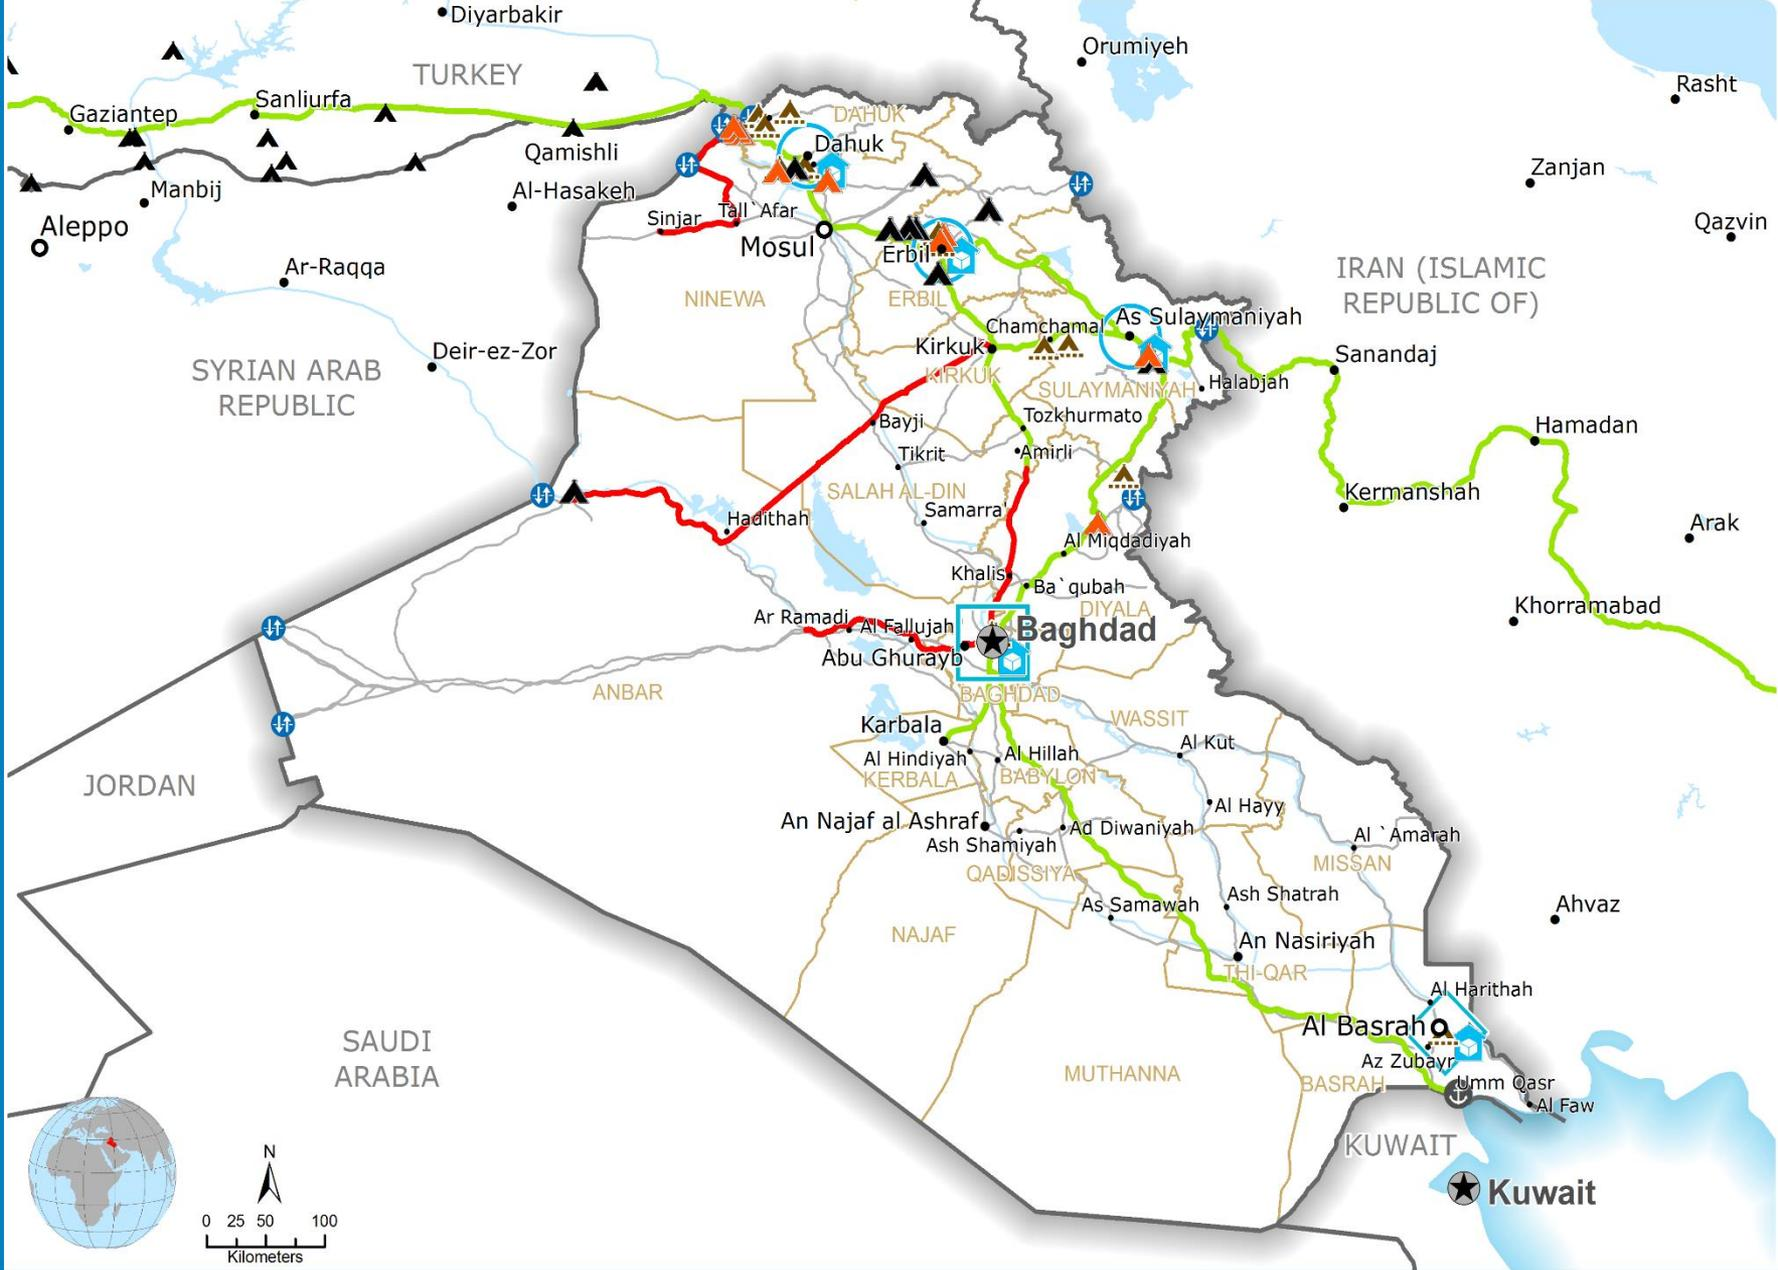 Diyarbakir
Orumiyeh
TURKEY
Rasht
Gaziantep
Sanliurfa
DAHUK
Dahuk
Qamishli
Zanjan
Manbij
Al-Hasakeh
Sinjar
Tall `Afar
Qazvin
Aleppo
Mosul
Erbil
Ar-Raqqa
IRAN (ISLAMIC
REPUBLIC OF)
NINEWA
ERBIL
Chamchamal
As Sulaymaniyah
Kirkuk
Deir-ez-Zor
Sanandaj
SYRIAN ARAB
REPUBLIC
KIRKUK
SULAYMANIYAH
Halabjah
Bayji
Tozkhurmato
Hamadan
Tikrit
Amirli
SALAH AL-DIN
Kermanshah
Samarra'
Hadithah
Arak
Al Miqdadiyah
Khalis
Ba`qubah
DIYALA
Khorramabad
Ar Ramadi
Al Fallujah
Baghdad
Abu Ghurayb
ANBAR
BAGHDAD
WASSIT
Karbala
Al Kut
Al Hindiyah
Al Hillah
JORDAN
KERBALA
BABYLON
Al Hayy
An Najaf al Ashraf
Ad Diwaniyah
Al `Amarah
Ash Shamiyah
MISSAN
QADISSIYA
Ash Shatrah
As Samawah
Ahvaz
NAJAF
An Nasiriyah
THI-QAR
Al Harithah
Al Basrah
SAUDI
ARABIA
Az Zubayr
MUTHANNA
BASRAH
Umm Qasr
Al Faw
KUWAIT
N
Kuwait
0 25 50 100
Kilometers